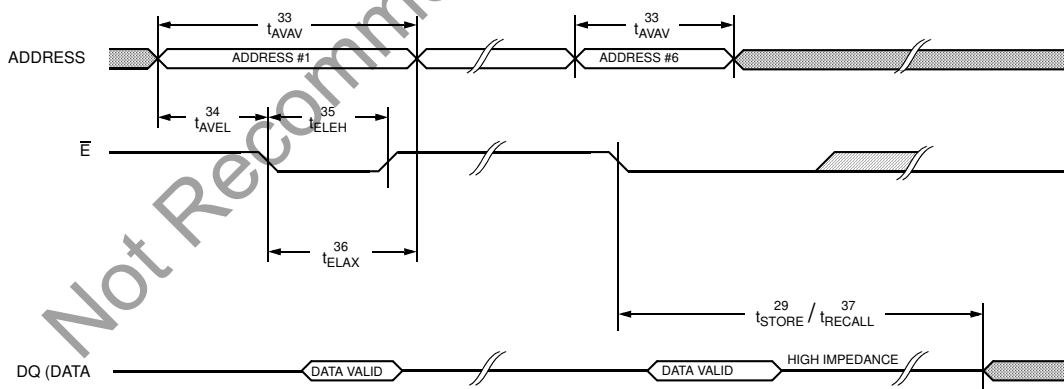 33
tAVAV
33
tAVAV
ADDRESS
ADDRESS #1
ADDRESS #6
34
tAVEL
35
tELEH
E
36
tELAX
29 37
tSTORE / tRECALL
DQ (DATA
DATA VALID
DATA VALID
HIGH IMPEDANCE
Not Recomm